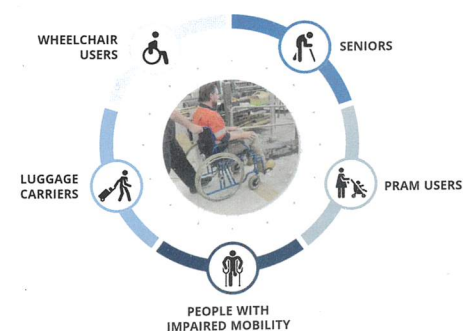 WHEELCHAIR
USERS
SENIORS
LUGGAGE
CARRIERS
PRAM USERS
PEOPLE WITH
IMPAIRED MOBILITY